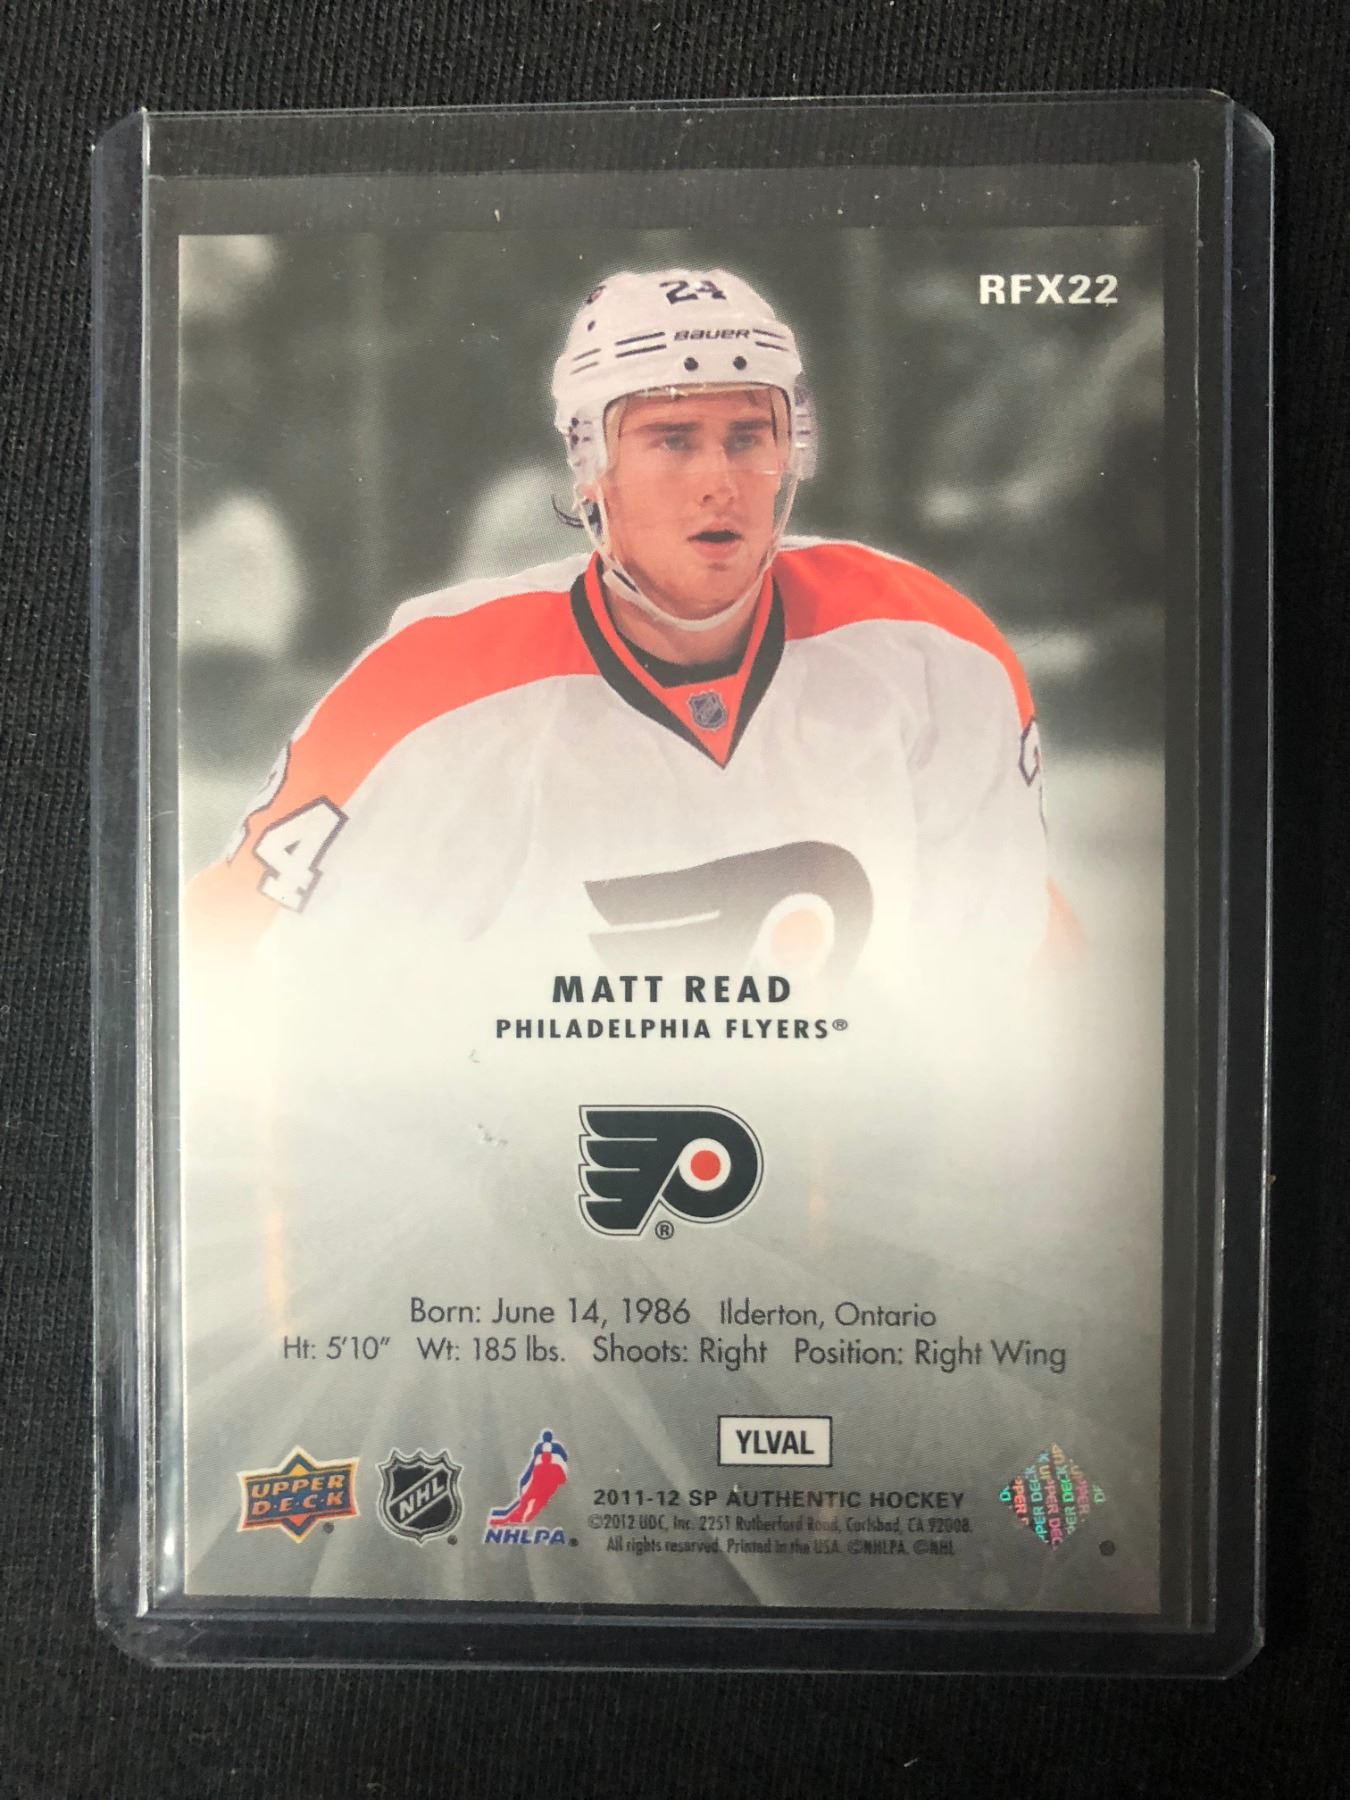 RFX22
24
BAUER
24
MATT READ
PHILADELPHIA FLYERS®
®
Born: June 14, 1986 Ilderton, Ontario
Ht: 5'10" Wt: 185 lbs. Shoots: Right Position: Right Wing
YLVAL
UPPER
D·E·C·K
NHL
NHLPA
2011-12 SP AUTHENTIC HOCKEY
©2012 UDC, Inc. 2251 Rutherford Road, Carlsbad, CA 92008.
All rights reserved. Printed in the USA. ©NHLPA. ©NHL
UPPER DECK